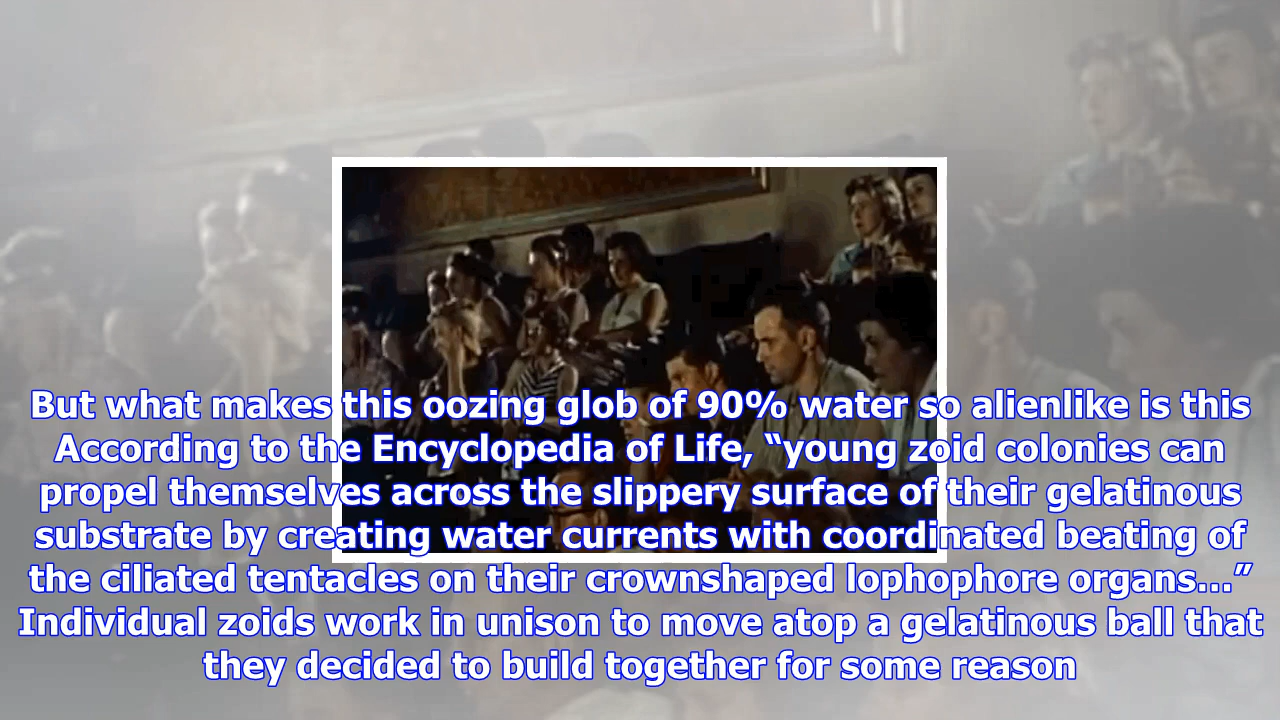 But what makes this oozing glob of 90% water so alienlike is this
According to the Encyclopedia of Life, “young zoid colonies can
propel themselves across the slippery surface of their gelatinous
substrate by creating water currents with coordinated beating of
the ciliated tentacles on their crownshaped lophophore organs...”
Individual zoids work in unison to move atop a gelatinous ball that
they decided to build together for some reason